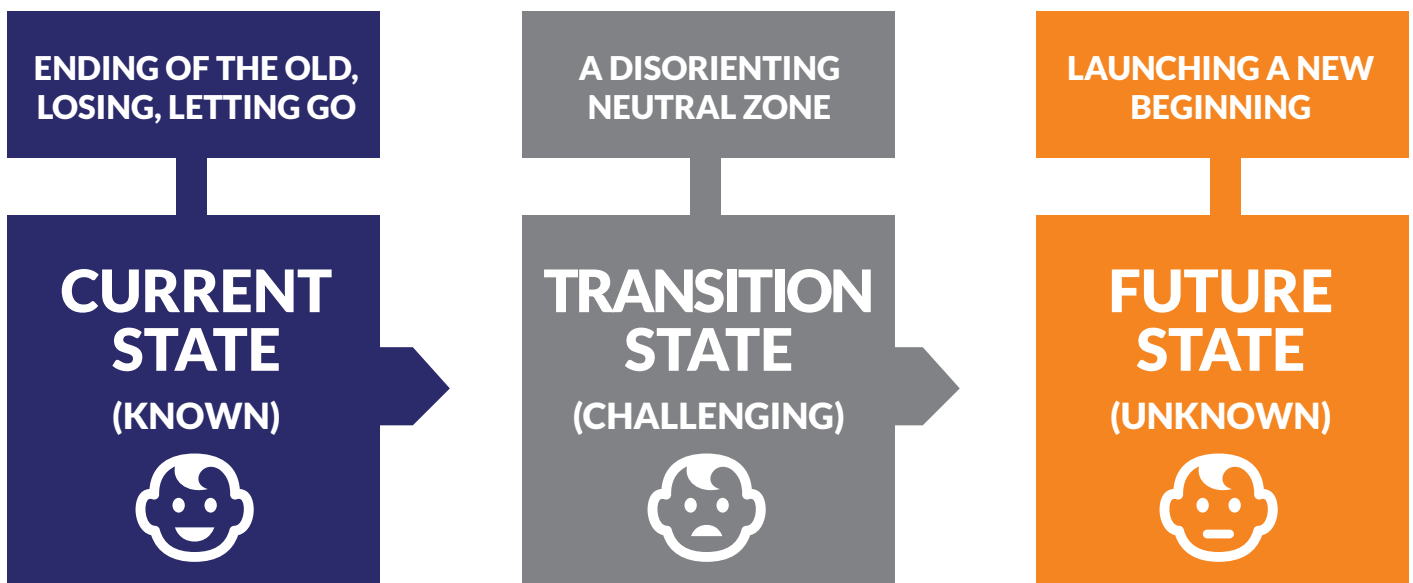 ENDING OF THE OLD,
LOSING, LETTING GO
CURRENT
STATE
(KNOWN)
A DISORIENTING
NEUTRAL ZONE
TRANSITION
STATE
(CHALLENGING)
LAUNCHING A NEW
BEGINNING
FUTURE
STATE
(UNKNOWN)